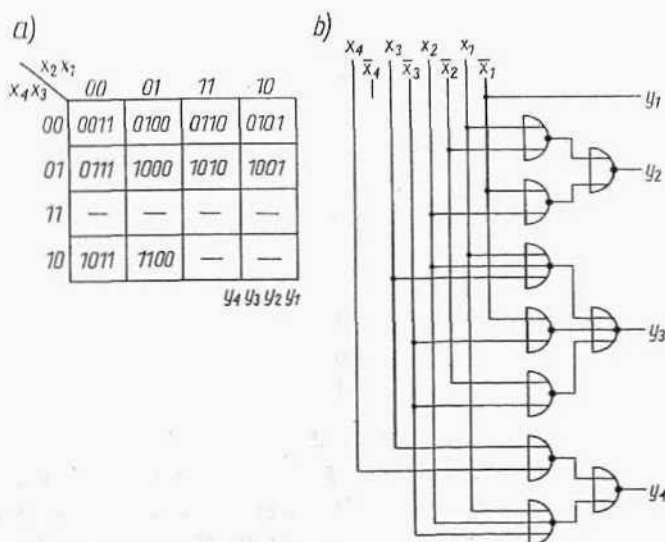 a)
x₂ x₁
x₄ x₃ 00 01 11 10
00 0011 0100 0110 0101
01 0111 1000 1010 1001
11 — — — —
10 1011 1100 — —
y₄ y₃ y₂ y₁
b)
x₄ x₃ x₂ x₁
x̄₄ x̄₃ x̄₂ x̄₁
y₁
y₂
y₃
y₄